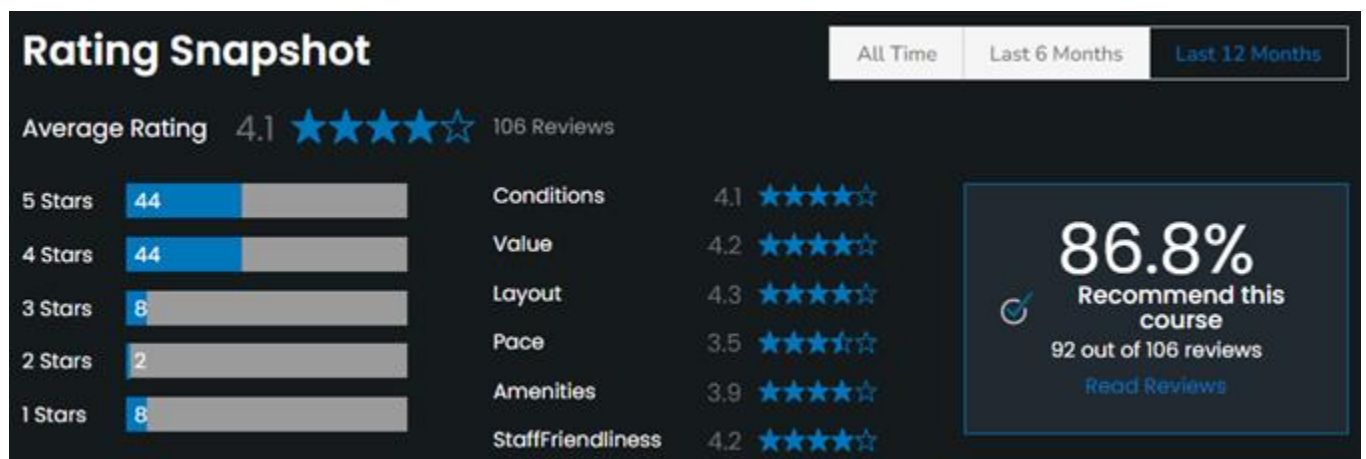 Rating Snapshot
All Time Last 6 Months Last 12 Months
Average Rating 4.1 106 Reviews
5 Stars 44
4 Stars 44
3 Stars 8
2 Stars 2
1 Stars 8
Conditions 4.1
Value 4.2
Layout 4.3
Pace 3.5
Amenities 3.9
StaffFriendliness 4.2
86.8%
Recommend this
course
92 out of 106 reviews
Read Reviews